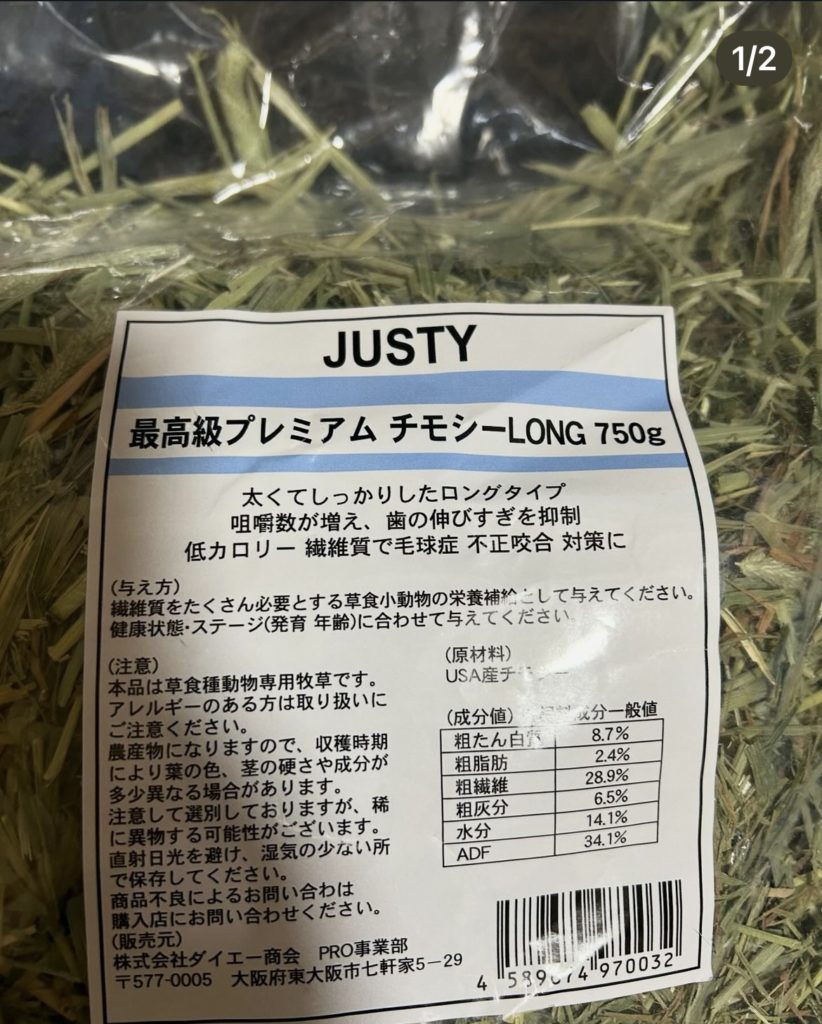 1/2
JUSTY
最高級プレミアム チモシーLONG 750g
太くてしっかりしたロングタイプ
咀嚼数が増え、歯の伸びすぎを抑制
低カロリー 繊維質で毛球症 不正咬合 対策に
(与え方)
繊維質をたくさん必要とする草食小動物の栄養補給として与えてください。
健康状態・ステージ(発育 年齢)に合わせて与えてください。
(注意)
本品は草食種動物専用牧草です。
アレルギーのある方は取り扱いに
ご注意ください。
農産物になりますので、収穫時期
により葉の色、茎の硬さや成分が
多少異なる場合があります。
注意して選別しておりますが、稀
に異物する可能性がございます。
直射日光を避け、湿気の少ない所
で保存してください。
商品不良によるお問い合わは
購入店にお問い合わせください。
(販売元)
株式会社ダイエー商会 PRO事業部
〒577-0005 大阪府東大阪市七軒家5-29
(原材料)
USA産チモシー
(成分値) 成分一般値
粗たん白質 8.7%
粗脂肪 2.4%
粗繊維 28.9%
粗灰分 6.5%
水分 14.1%
ADF 34.1%
4 589674 970032